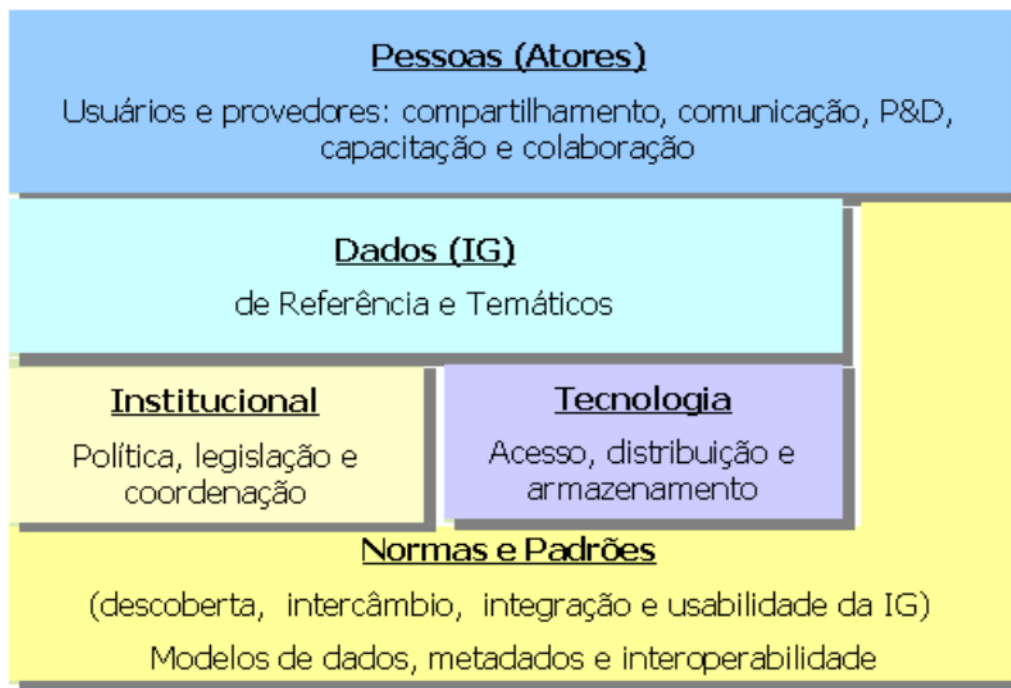 Pessoas (Atores)
Usuários e provedores: compartilhamento, comunicação, P&D,
capacitação e colaboração
Dados (IG)
de Referência e Temáticos
Institucional
Política, legislação e
coordenação
Tecnologia
Acesso, distribuição e
armazenamento
Normas e Padrões
(descoberta, intercâmbio, integração e usabilidade da IG)
Modelos de dados, metadados e interoperabilidade